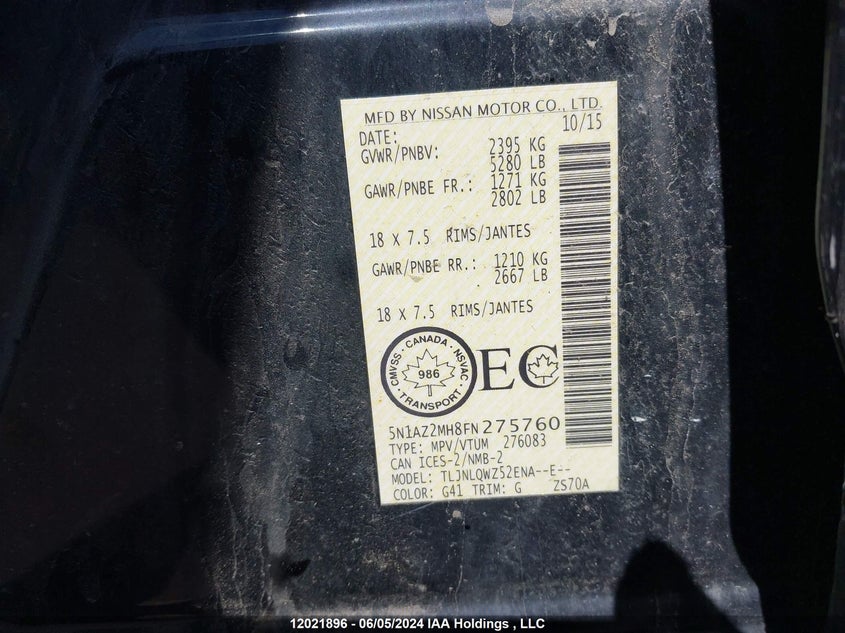 MFD BY NISSAN MOTOR CO., LTD.
DATE: 10/15
GVWR/PNBV: 2395 KG
5280 LB
GAWR/PNBE FR.: 1271 KG
2802 LB
18 X 7.5 RIMS/JANTES
GAWR/PNBE RR.: 1210 KG
2667 LB
18 X 7.5 RIMS/JANTES
CMVSS · CANADA · NSVAC
986
· TRANSPORT ·
EC
5N1AZ2MH8FN275760
TYPE: MPV/VTUM 276083
CAN ICES-2/NMB-2
MODEL: TLJNLQWZ52ENA--E--
COLOR: G41 TRIM: G ZS70A
12021896 - 06/05/2024 IAA Holdings , LLC